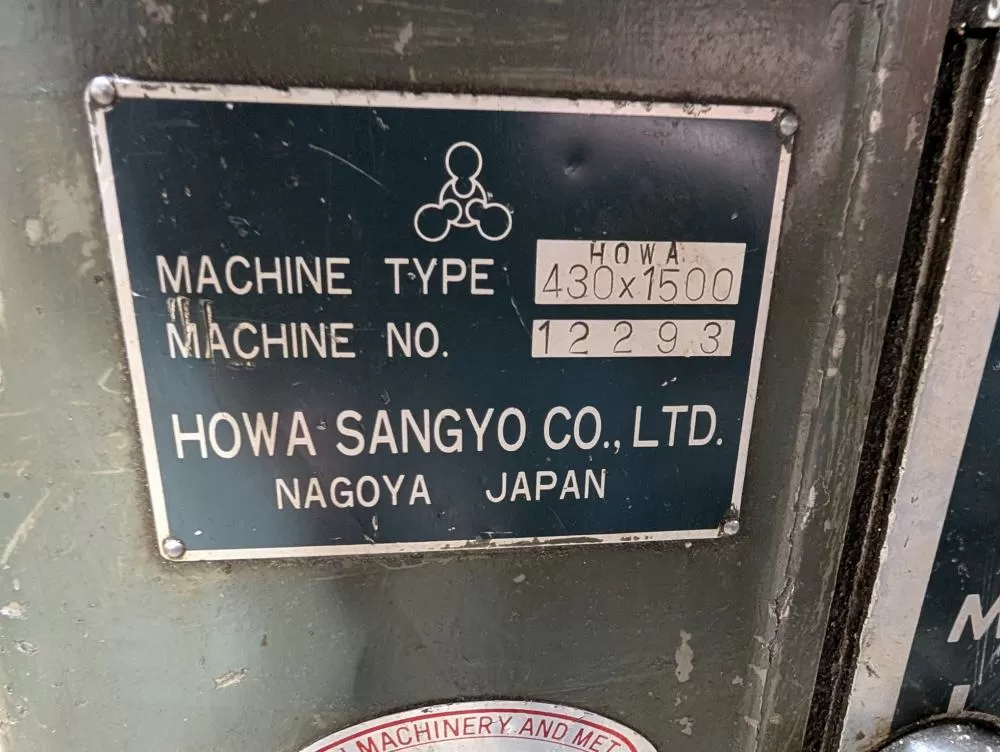 HOWA
MACHINE TYPE 430x1500
MACHINE NO. 12293
HOWA SANGYO CO., LTD.
NAGOYA JAPAN
MACHINERY AND MET